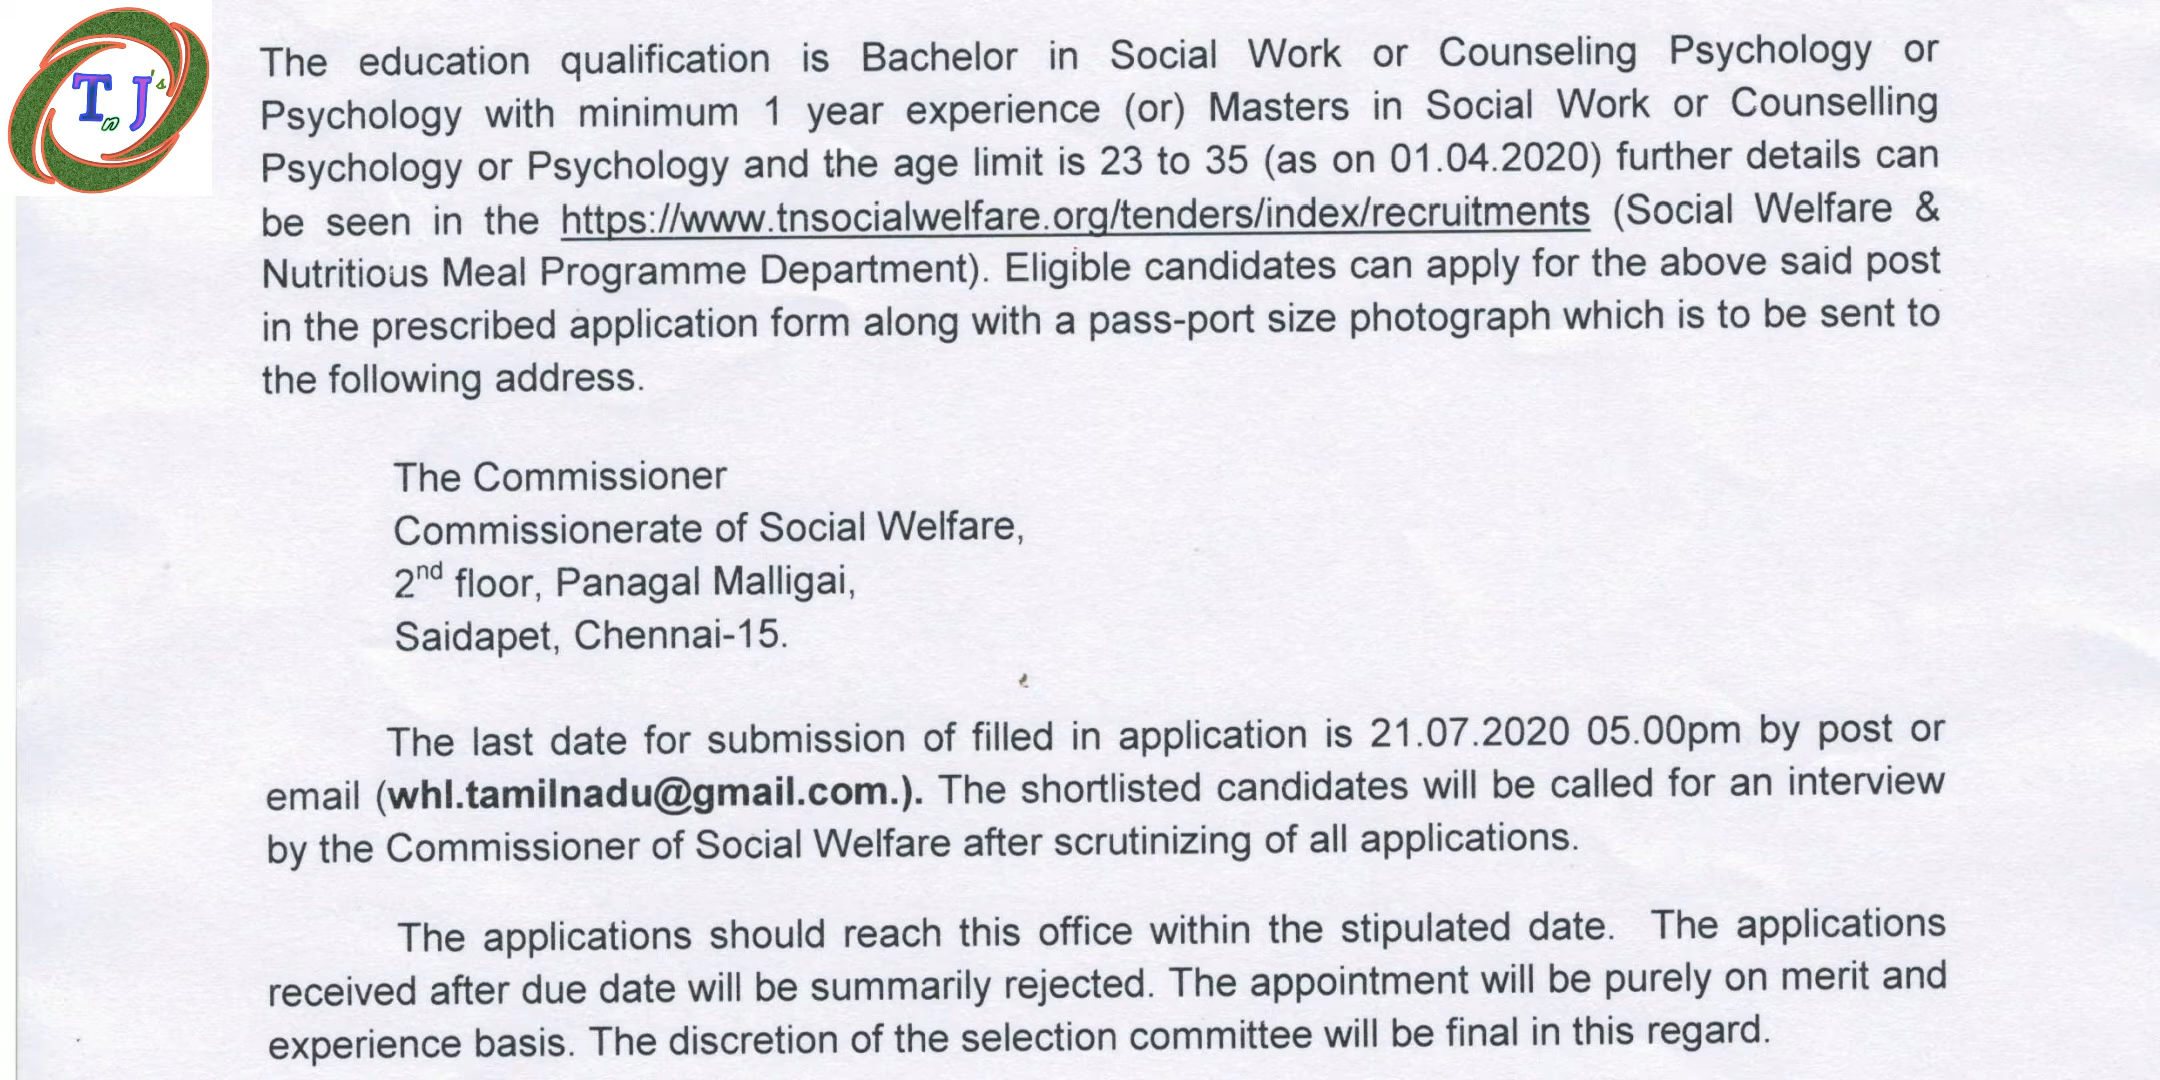 TnJ's
The education qualification is Bachelor in Social Work or Counseling Psychology or
Psychology with minimum 1 year experience (or) Masters in Social Work or Counselling
Psychology or Psychology and the age limit is 23 to 35 (as on 01.04.2020) further details can
be seen in the https://www.tnsocialwelfare.org/tenders/index/recruitments (Social Welfare &
Nutritious Meal Programme Department). Eligible candidates can apply for the above said post
in the prescribed application form along with a pass-port size photograph which is to be sent to
the following address.
The Commissioner
Commissionerate of Social Welfare,
2nd floor, Panagal Malligai,
Saidapet, Chennai-15.
The last date for submission of filled in application is 21.07.2020 05.00pm by post or
email (whl.tamilnadu@gmail.com.). The shortlisted candidates will be called for an interview
by the Commissioner of Social Welfare after scrutinizing of all applications.
The applications should reach this office within the stipulated date. The applications
received after due date will be summarily rejected. The appointment will be purely on merit and
experience basis. The discretion of the selection committee will be final in this regard.